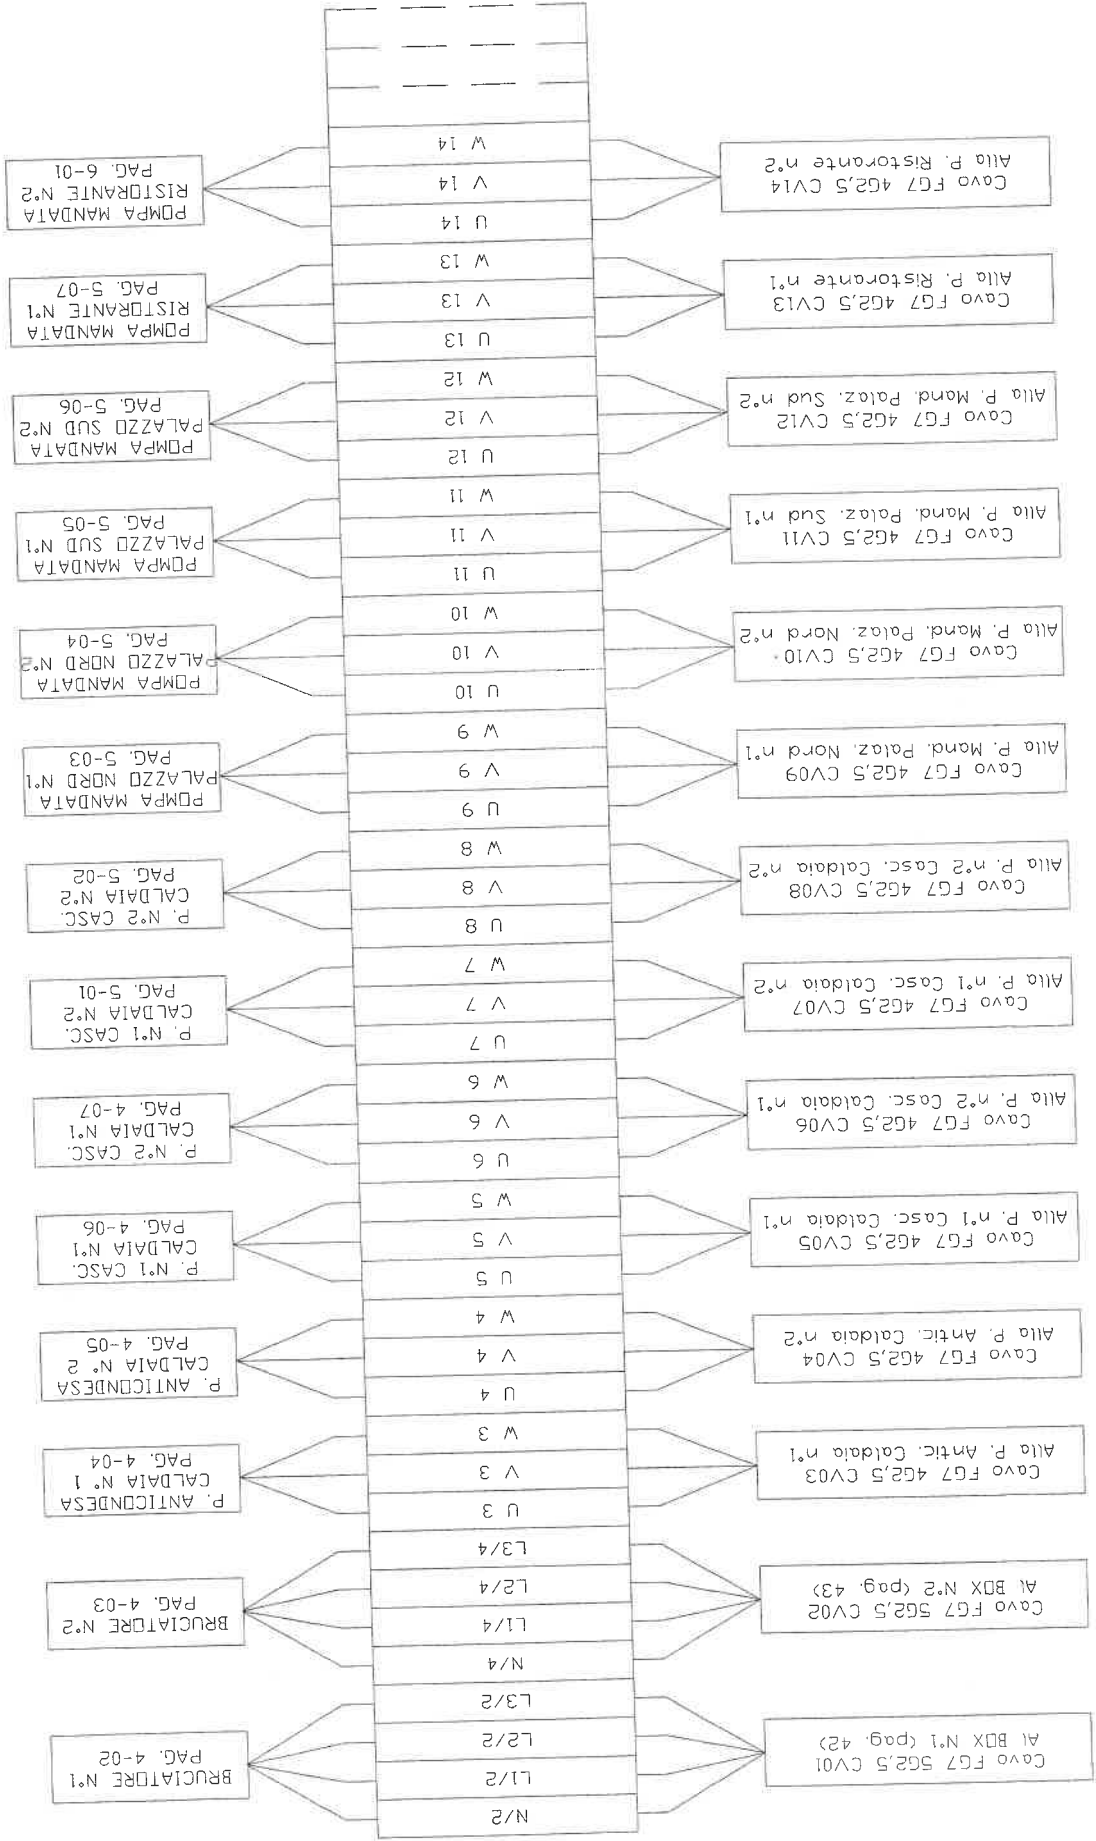 Cavo FG7 5G2,5 CV01
Al BOX N°1 (pag. 42)
Cavo FG7 5G2,5 CV02
Al BOX N°2 (pag. 43)
Cavo FG7 4G2,5 CV03
Alla P. Antic. Caldaia n°1
Cavo FG7 4G2,5 CV04
Alla P. Antic. Caldaia n°2
Cavo FG7 4G2,5 CV05
Alla P. n°1 Casc. Caldaia n°1
Cavo FG7 4G2,5 CV06
Alla P. n°2 Casc. Caldaia n°1
Cavo FG7 4G2,5 CV07
Alla P. n°1 Casc. Caldaia n°2
Cavo FG7 4G2,5 CV08
Alla P. n°2 Casc. Caldaia n°2
Cavo FG7 4G2,5 CV09
Alla P. Mand. Palaz. Nord n°1
Cavo FG7 4G2,5 CV10
Alla P. Mand. Palaz. Nord n°2
Cavo FG7 4G2,5 CV11
Alla P. Mand. Palaz. Sud n°1
Cavo FG7 4G2,5 CV12
Alla P. Mand. Palaz. Sud n°2
Cavo FG7 4G2,5 CV13
Alla P. Ristorante n°1
Cavo FG7 4G2,5 CV14
Alla P. Ristorante n°2
N/2
L1/2
L2/2
L3/2
N/4
L1/4
L2/4
L3/4
U 3
V 3
W 3
U 4
V 4
W 4
U 5
V 5
W 5
U 6
V 6
W 6
U 7
V 7
W 7
U 8
V 8
W 8
U 9
V 9
W 9
U 10
V 10
W 10
U 11
V 11
W 11
U 12
V 12
W 12
U 13
V 13
W 13
U 14
V 14
W 14
BRUCIATORE N°1
PAG. 4-02
BRUCIATORE N°2
PAG. 4-03
P. ANTICONDESA
CALDAIA N° 1
PAG. 4-04
P. ANTICONDESA
CALDAIA N° 2
PAG. 4-05
P. N°1 CASC.
CALDAIA N°1
PAG. 4-06
P. N°2 CASC.
CALDAIA N°1
PAG. 4-07
P. N°1 CASC.
CALDAIA N°2
PAG. 5-01
P. N°2 CASC.
CALDAIA N°2
PAG. 5-02
POMPA MANDATA
PALAZZO NORD N°1
PAG. 5-03
POMPA MANDATA
PALAZZO NORD N°2
PAG. 5-04
POMPA MANDATA
PALAZZO SUD N°1
PAG. 5-05
POMPA MANDATA
PALAZZO SUD N°2
PAG. 5-06
POMPA MANDATA
RISTORANTE N°1
PAG. 5-07
POMPA MANDATA
RISTORANTE N°2
PAG. 6-01